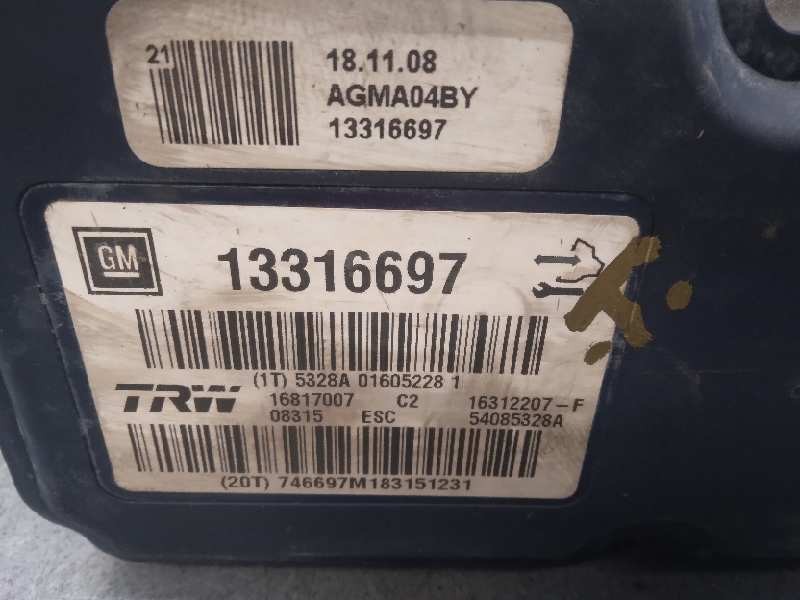 21
18.11.08
AGMA04BY
13316697
GM
13316697
(1T) 5328A 01605228 1
TRW
16817007 C2 16312207-F
08315 ESC 54085328A
(20T) 746697M183151231